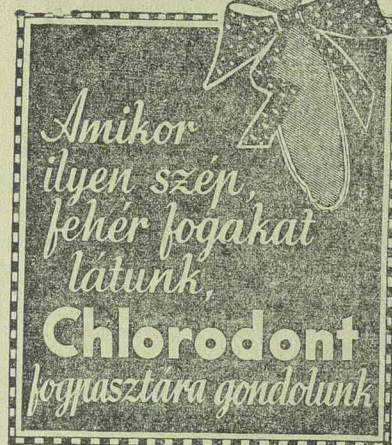 Amikor
ilyen szép,
fehér fogakat
látunk,
Chlorodont
fogpasztára gondolunk